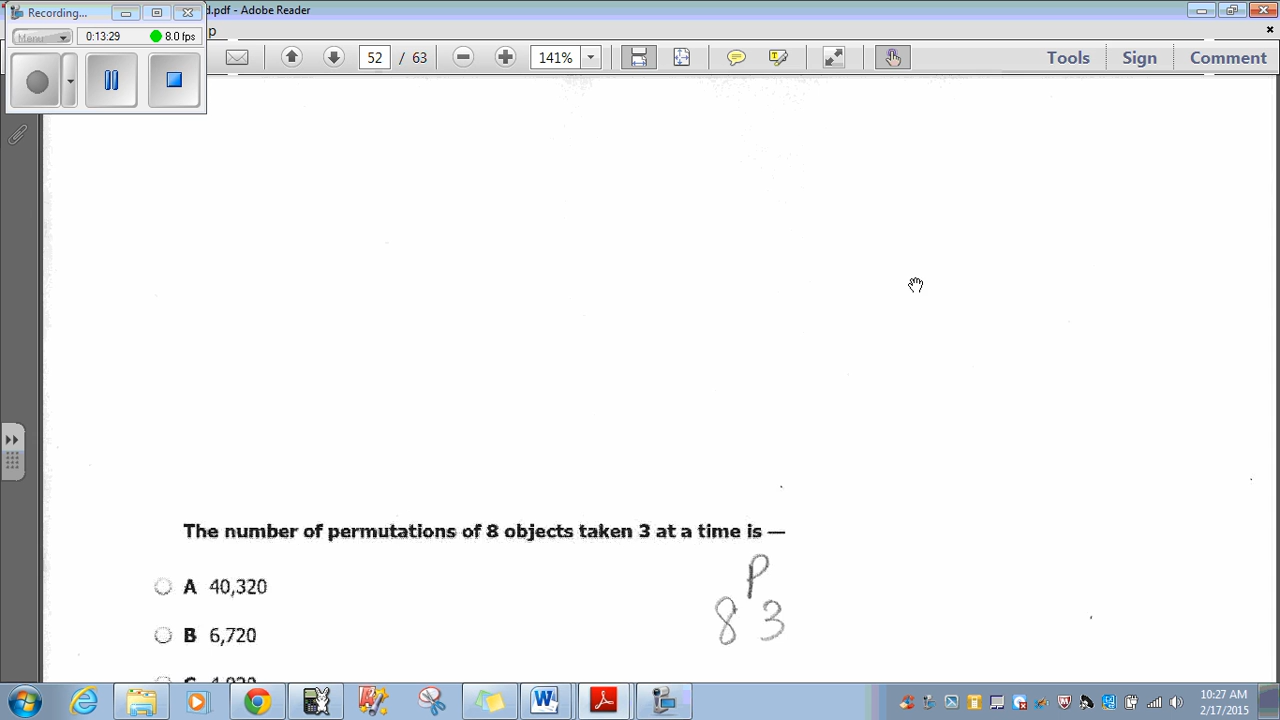 Recording...
d.pdf - Adobe Reader
Menu
0:13:29
8.0 fps
p
52 / 63
141%
Tools
Sign
Comment
The number of permutations of 8 objects taken 3 at a time is —
A 40,320
P
8 3
B 6,720
10:27 AM
2/17/2015